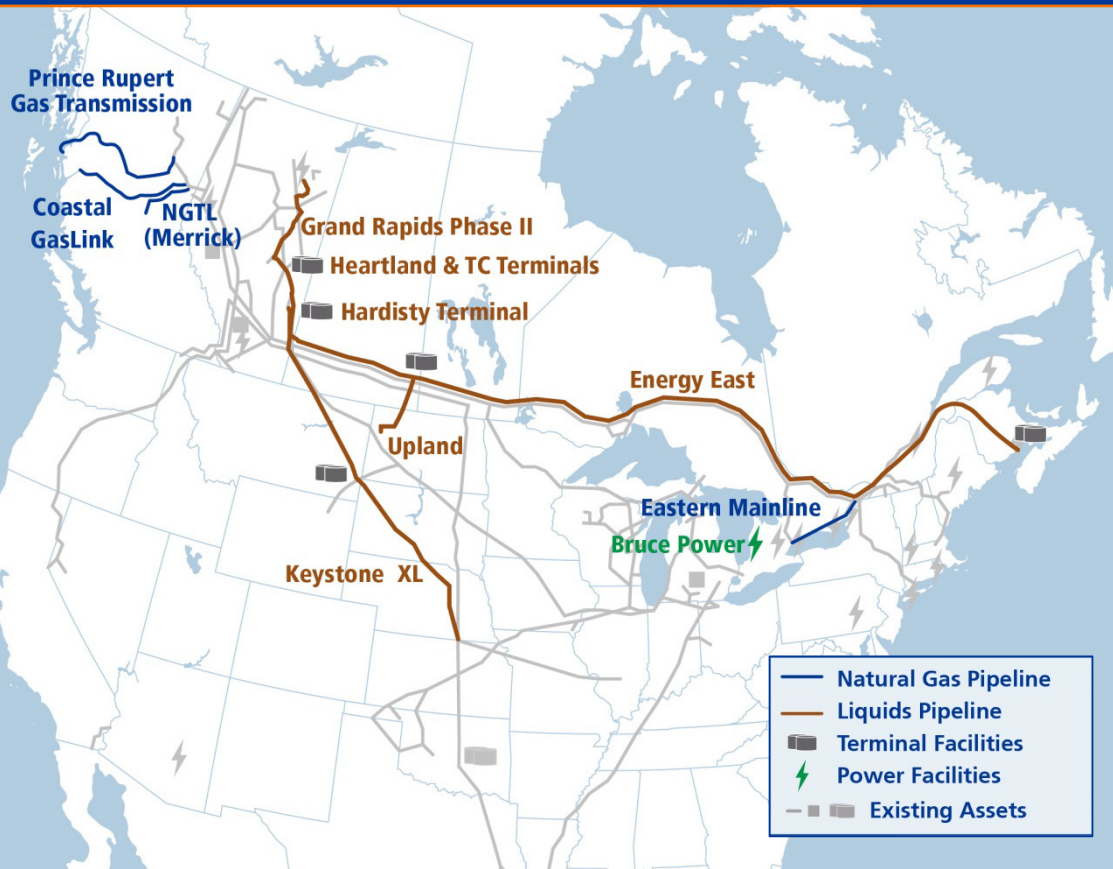 Prince Rupert
Gas Transmission
Coastal
GasLink
NGTL
(Merrick)
Grand Rapids Phase II
Heartland & TC Terminals
Hardisty Terminal
Energy East
Upland
Eastern Mainline
Bruce Power
Keystone XL
Natural Gas Pipeline
Liquids Pipeline
Terminal Facilities
Power Facilities
Existing Assets